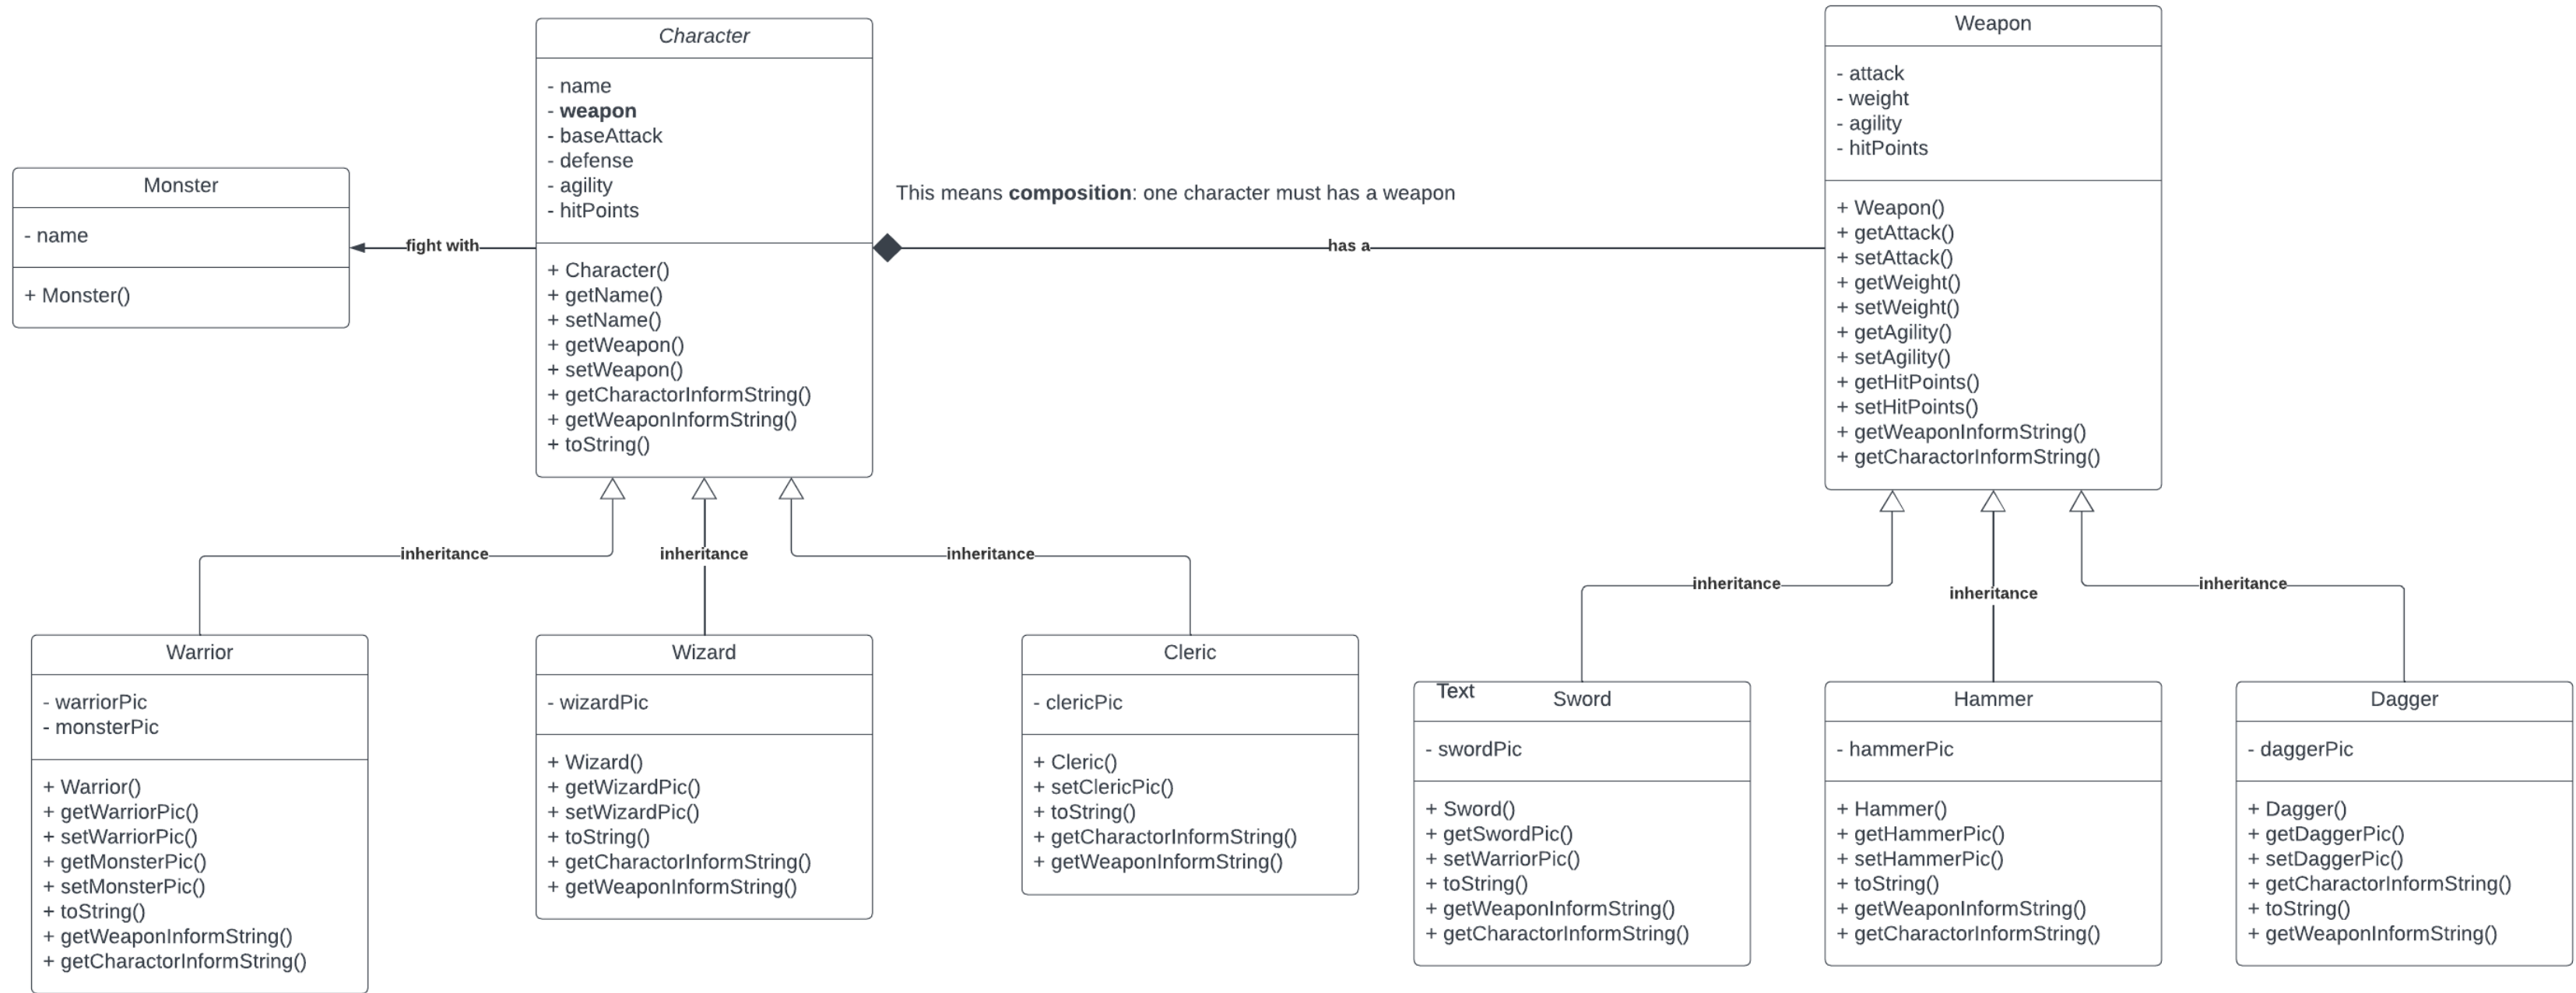 Character
- name
- weapon
- baseAttack
- defense
- agility
- hitPoints
+ Character()
+ getName()
+ setName()
+ getWeapon()
+ setWeapon()
+ getCharactorInformString()
+ getWeaponInformString()
+ toString()
Weapon
- attack
- weight
- agility
- hitPoints
+ Weapon()
+ getAttack()
+ setAttack()
+ getWeight()
+ setWeight()
+ getAgility()
+ setAgility()
+ getHitPoints()
+ setHitPoints()
+ getWeaponInformString()
+ getCharactorInformString()
Monster
- name
+ Monster()
fight with
This means composition: one character must has a weapon
has a
inheritance
inheritance
inheritance
inheritance
inheritance
inheritance
Warrior
- warriorPic
- monsterPic
+ Warrior()
+ getWarriorPic()
+ setWarriorPic()
+ getMonsterPic()
+ setMonsterPic()
+ toString()
+ getWeaponInformString()
+ getCharactorInformString()
Wizard
- wizardPic
+ Wizard()
+ getWizardPic()
+ setWizardPic()
+ toString()
+ getCharactorInformString()
+ getWeaponInformString()
Cleric
- clericPic
+ Cleric()
+ setClericPic()
+ toString()
+ getCharactorInformString()
+ getWeaponInformString()
Text
Sword
- swordPic
+ Sword()
+ getSwordPic()
+ setWarriorPic()
+ toString()
+ getWeaponInformString()
+ getCharactorInformString()
Hammer
- hammerPic
+ Hammer()
+ getHammerPic()
+ setHammerPic()
+ toString()
+ getWeaponInformString()
+ getCharactorInformString()
Dagger
- daggerPic
+ Dagger()
+ getDaggerPic()
+ setDaggerPic()
+ getCharactorInformString()
+ toString()
+ getWeaponInformString()